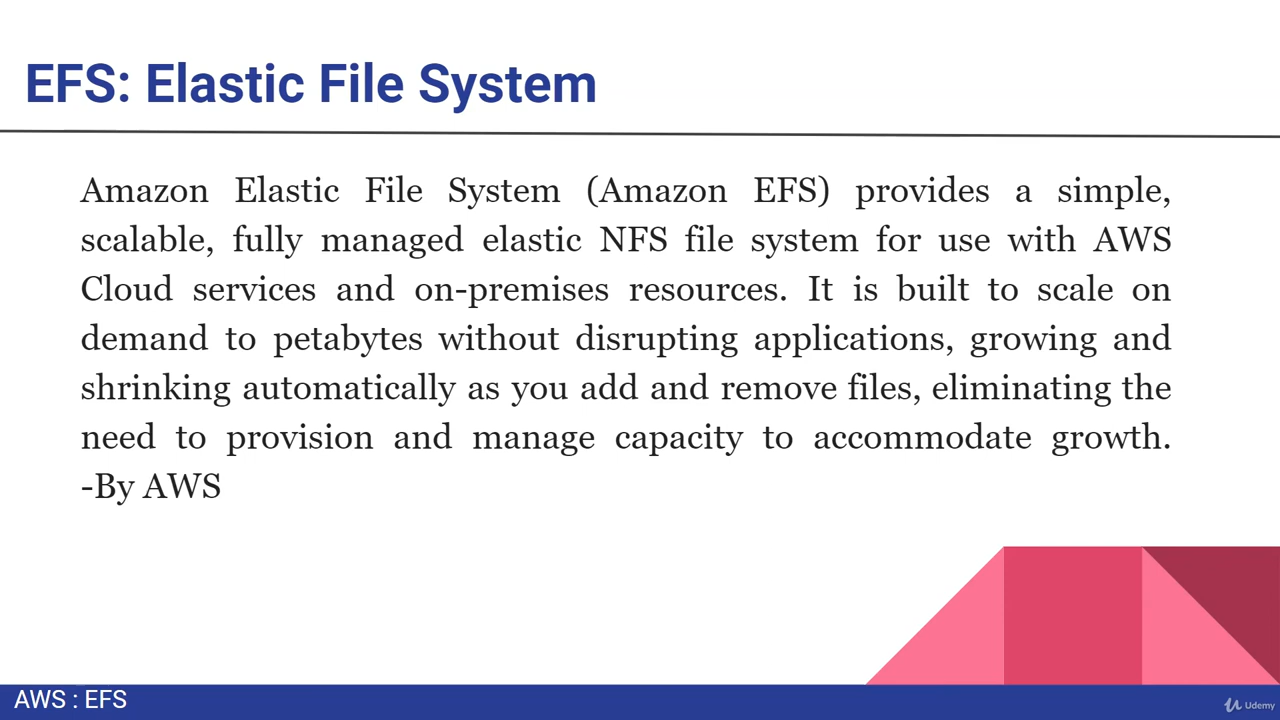 EFS: Elastic File System
Amazon Elastic File System (Amazon EFS) provides a simple,
scalable, fully managed elastic NFS file system for use with AWS
Cloud services and on-premises resources. It is built to scale on
demand to petabytes without disrupting applications, growing and
shrinking automatically as you add and remove files, eliminating the
need to provision and manage capacity to accommodate growth.
-By AWS
AWS : EFS
Udemy